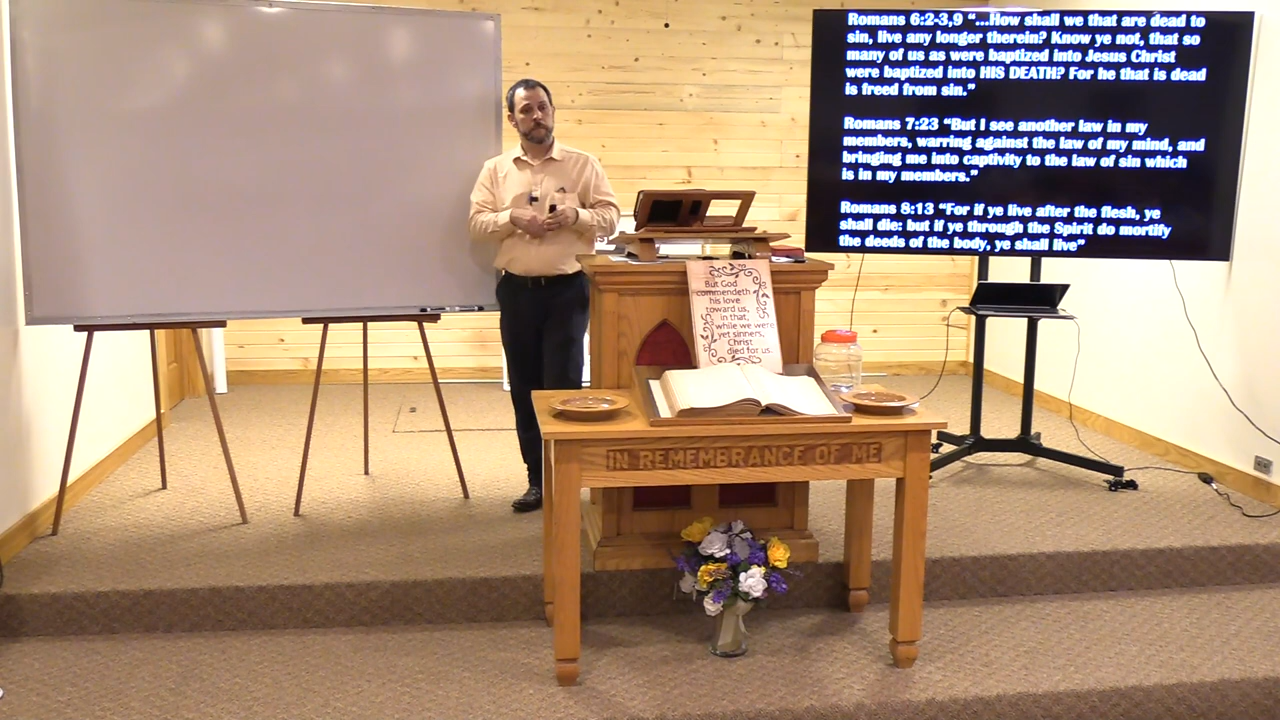 Romans 6:2-3,9 “...How shall we that are dead to
sin, live any longer therein? Know ye not, that so
many of us as were baptized into Jesus Christ
were baptized into HIS DEATH? For he that is dead
is freed from sin.”
Romans 7:23 “But I see another law in my
members, warring against the law of my mind, and
bringing me into captivity to the law of sin which
is in my members.”
Romans 8:13 “For if ye live after the flesh, ye
shall die: but if ye through the Spirit do mortify
the deeds of the body, ye shall live”
But God
commendeth
his love
toward us,
in that,
while we were
yet sinners,
Christ
died for us.
IN REMEMBRANCE OF ME